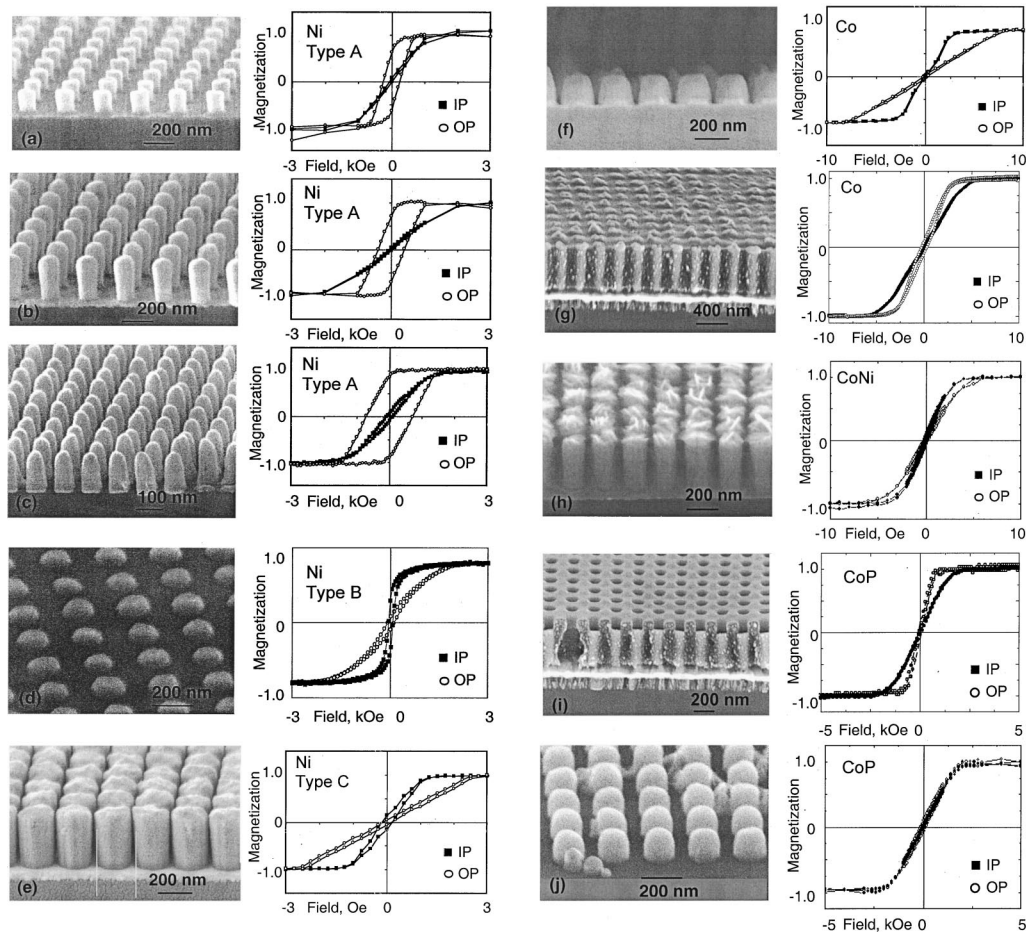 Ni
Type A
1.0
0
-1.0
Magnetization
IP
OP
-3 Field, kOe 0 3
(a)
200 nm
Ni
Type A
1.0
0
-1.0
Magnetization
IP
OP
-3 Field, kOe 0 3
(b)
200 nm
Ni
Type A
1.0
0
-1.0
Magnetization
IP
OP
-3 Field, kOe 0 3
(c)
100 nm
Ni
Type B
1.0
0
-1.0
Magnetization
IP
OP
-3 Field, kOe 0 3
(d)
200 nm
Ni
Type C
1.0
0
-1.0
Magnetization
IP
OP
-3 Field, Oe 0 3
(e)
200 nm
Co
1.0
0
-1.0
Magnetization
IP
OP
-10 Field, Oe 0 10
(f)
200 nm
Co
1.0
0
-1.0
Magnetization
IP
OP
-10 Field, Oe 0 10
(g)
400 nm
CoNi
1.0
0
-1.0
Magnetization
IP
OP
-10 Field, Oe 0 10
(h)
200 nm
CoP
1.0
0
-1.0
Magnetization
IP
OP
-5 Field, kOe 0 5
(i)
200 nm
CoP
1.0
0
-1.0
Magnetization
IP
OP
-5 Field, kOe 0 5
(j)
200 nm